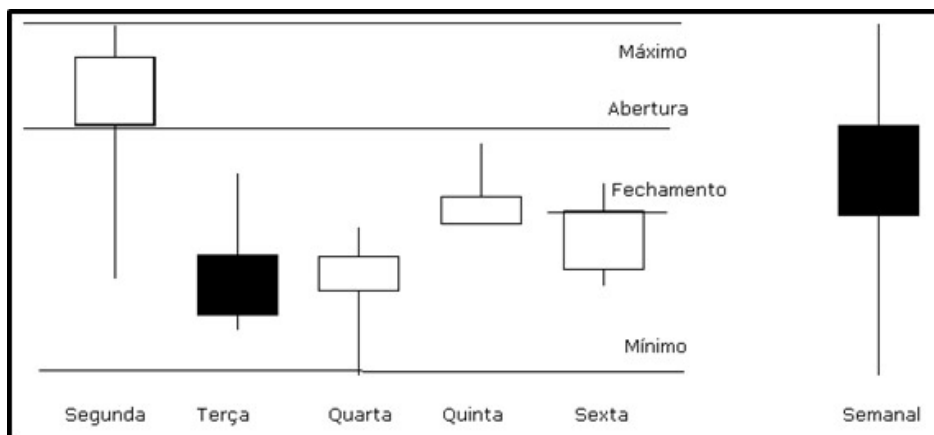 Máximo
Abertura
Fechamento
Mínimo
Segunda Terça Quarta Quinta Sexta Semanal